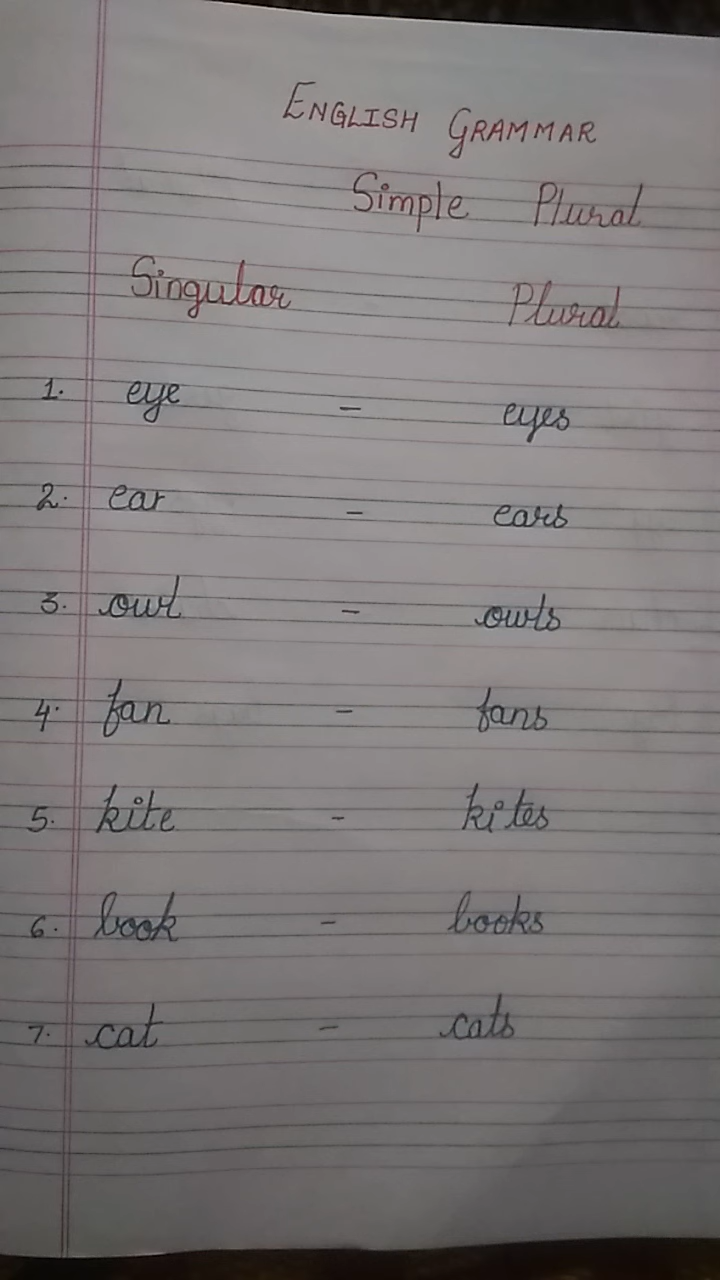 ENGLISH GRAMMAR
Simple Plural
Singular Plural
1. eye - eyes
2. ear - ears
3. owl - owls
4. fan - fans
5. kite - kites
6. book - books
7. cat - cats